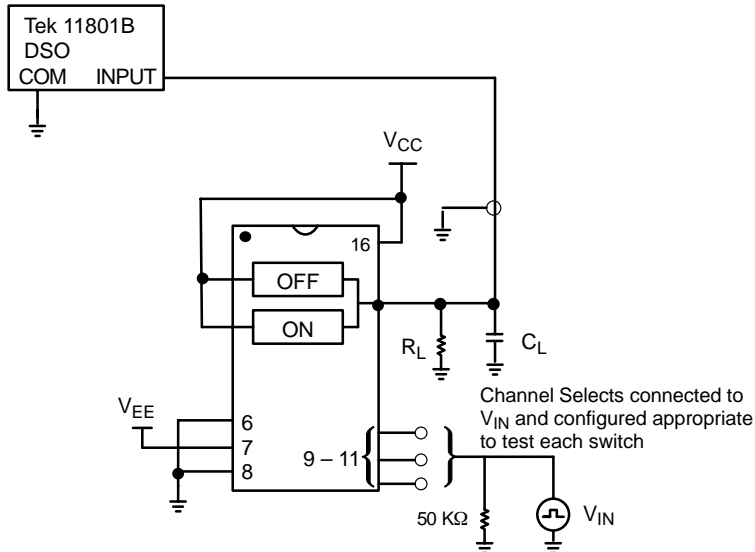 Tek 11801B
DSO
COM INPUT
VCC
16
OFF
ON
RL
CL
Channel Selects connected to
VIN and configured appropriate
to test each switch
VEE
6
7
8
9 – 11
50 KΩ
VIN